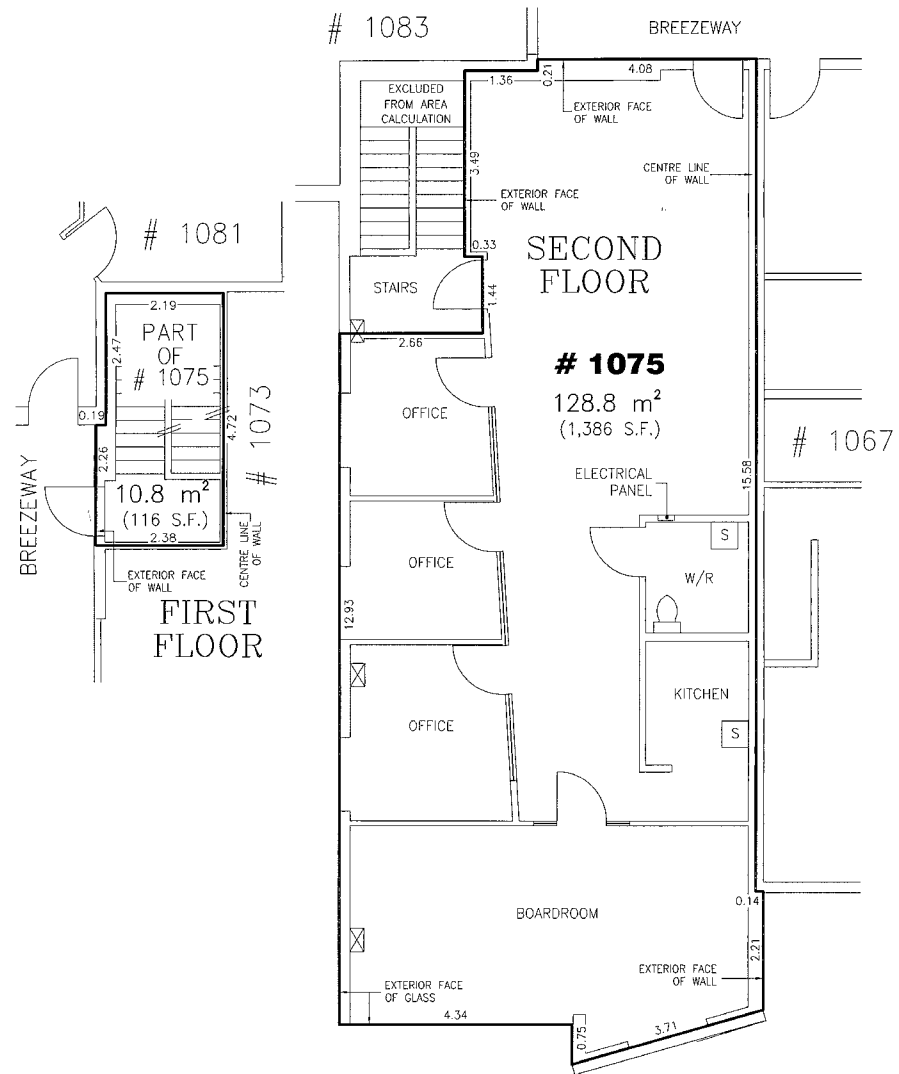 # 1083
BREEZEWAY
1.36
0.21
4.08
EXCLUDED
FROM AREA
CALCULATION
EXTERIOR FACE
OF WALL
3.49
CENTRE LINE
OF WALL
EXTERIOR FACE
OF WALL
# 1081
0.33
SECOND
FLOOR
STAIRS
1.44
2.19
PART
OF
# 1075
2.47
2.66
# 1075
128.8 m²
(1,386 S.F.)
OFFICE
0.19
4.72
# 1073
# 1067
2.26
BREEZEWAY
10.8 m²
(116 S.F.)
2.38
CENTRE LINE
OF WALL
ELECTRICAL
PANEL
15.58
S
EXTERIOR FACE
OF WALL
OFFICE
W/R
FIRST
FLOOR
12.93
KITCHEN
OFFICE
S
BOARDROOM
0.14
2.21
EXTERIOR FACE
OF WALL
EXTERIOR FACE
OF GLASS
4.34
0.75
3.71